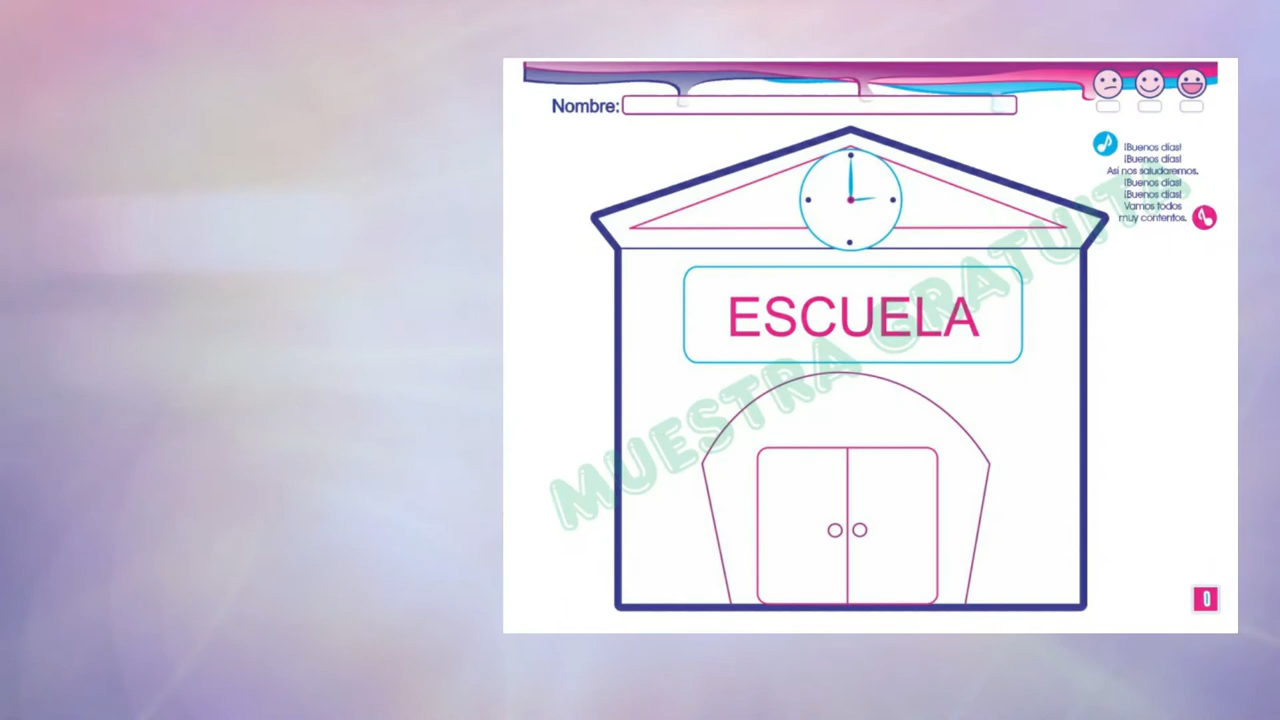 Nombre:
¡Buenos días!
¡Buenos días!
Así nos saludaremos.
¡Buenos días!
¡Buenos días!
Vamos todos
muy contentos.
ESCUELA
MUESTRA GRATUITA
0